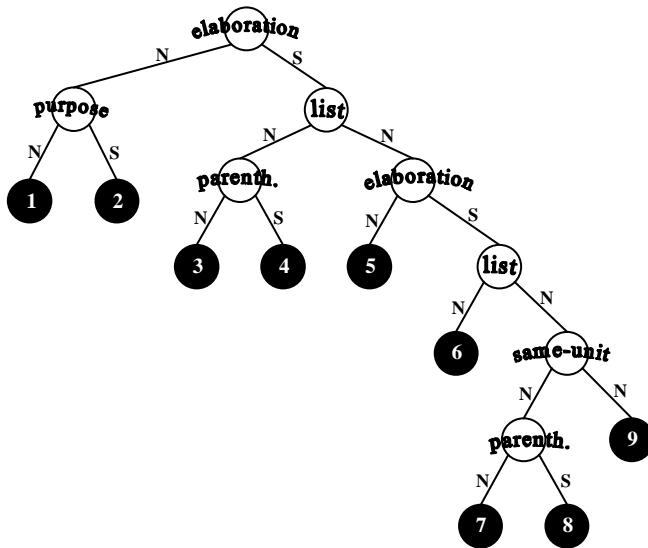 elaboration
N S
purpose list
N S N N
parenth. elaboration
1 2 N S N S
3 4 5 list
N N
6 same-unit
N N
parenth. 9
N S
7 8